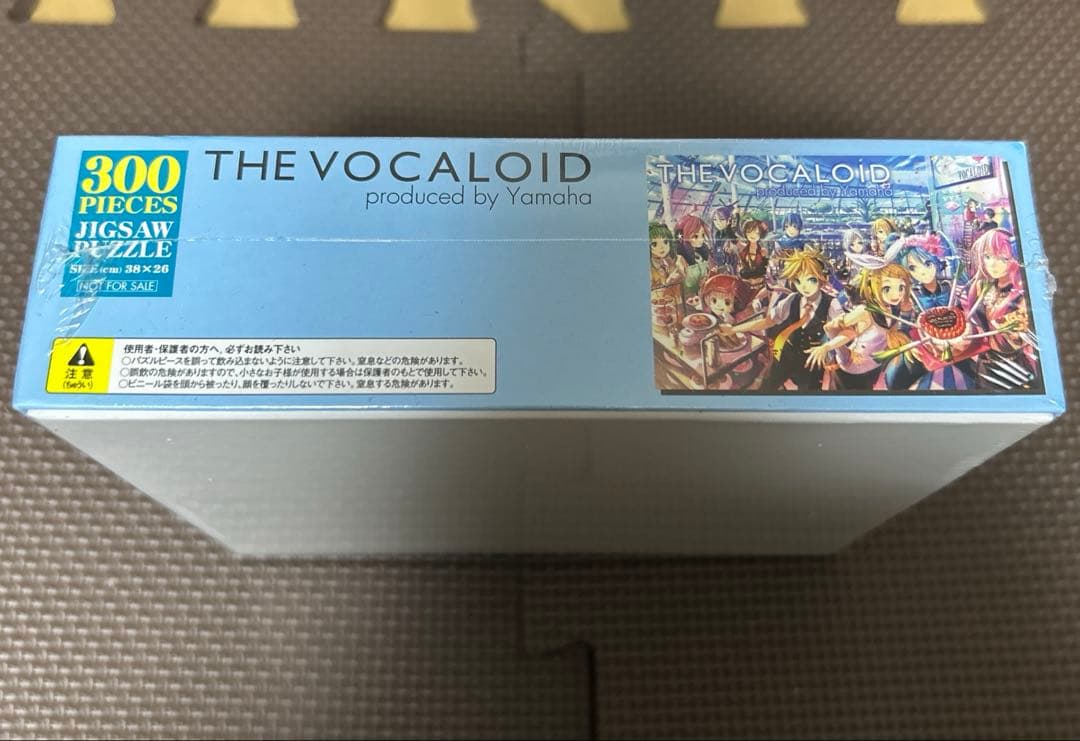 300
PIECES
JIGSAW
PUZZLE
SIZE(cm) 38×26
NOT FOR SALE
THE VOCALOID
produced by Yamaha
注意
(ちゅうい)
使用者・保護者の方へ。必ずお読み下さい
○パズルピースを誤って飲み込まないように注意して下さい。窒息などの危険があります。
○誤飲の危険がありますので、小さなお子様が使用する場合は保護者のもとで使用して下さい。
○ビニール袋を頭から被ったり、顔を覆ったりしないで下さい。窒息する危険があります。
THE VOCALOID
produced by Yamaha
VOCALOID